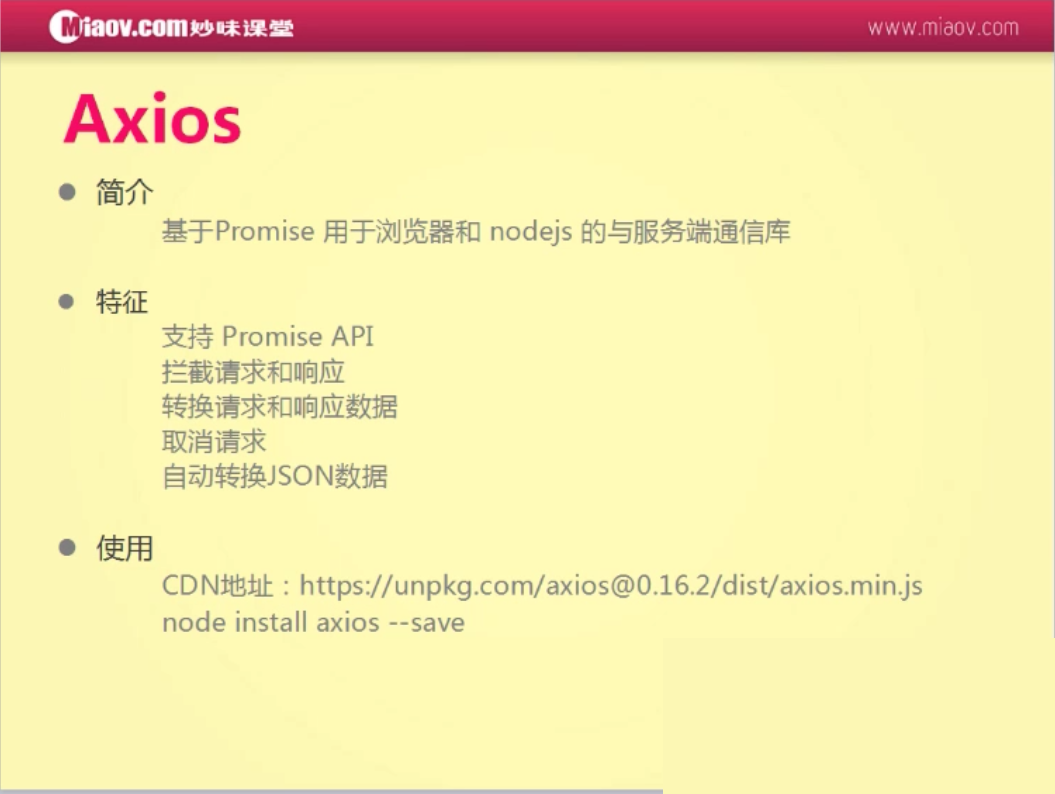 Miaov.com妙味课堂
www.miaov.com
Axios
简介
基于Promise 用于浏览器和 nodejs 的与服务端通信库
特征
支持 Promise API
拦截请求和响应
转换请求和响应数据
取消请求
自动转换JSON数据
使用
CDN地址：https://unpkg.com/axios@0.16.2/dist/axios.min.js
node install axios --save